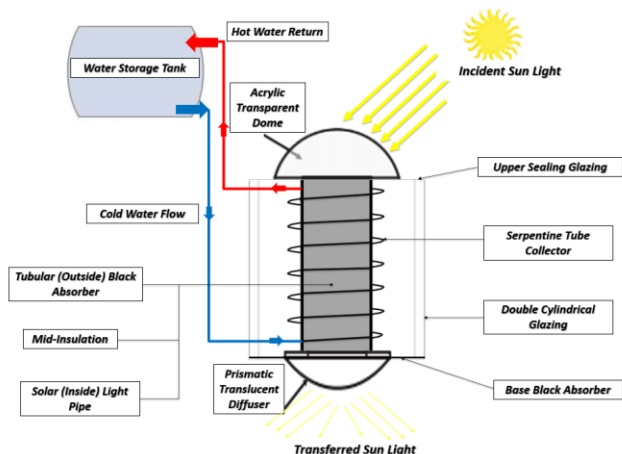 Hot Water Return
Water Storage Tank
Incident Sun Light
Acrylic
Transparent
Dome
Upper Sealing Glazing
Cold Water Flow
Serpentine Tube
Collector
Tubular (Outside) Black
Absorber
Double Cylindrical
Glazing
Mid-Insulation
Prismatic
Translucent
Diffuser
Base Black Absorber
Solar (Inside) Light
Pipe
Transferred Sun Light